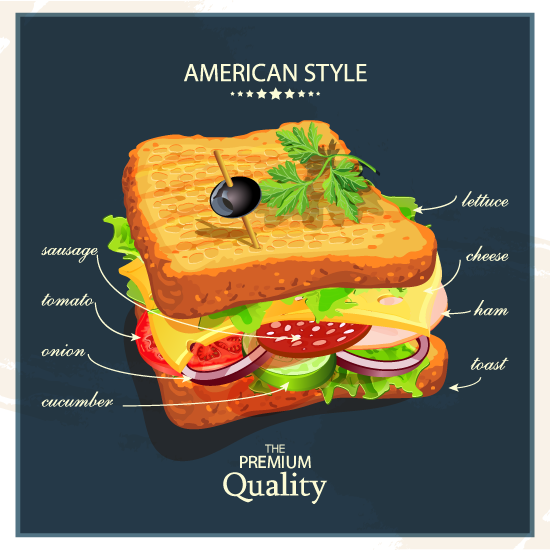 AMERICAN STYLE
lettuce
sausage
cheese
tomato
ham
onion
toast
cucumber
THE
PREMIUM
Quality